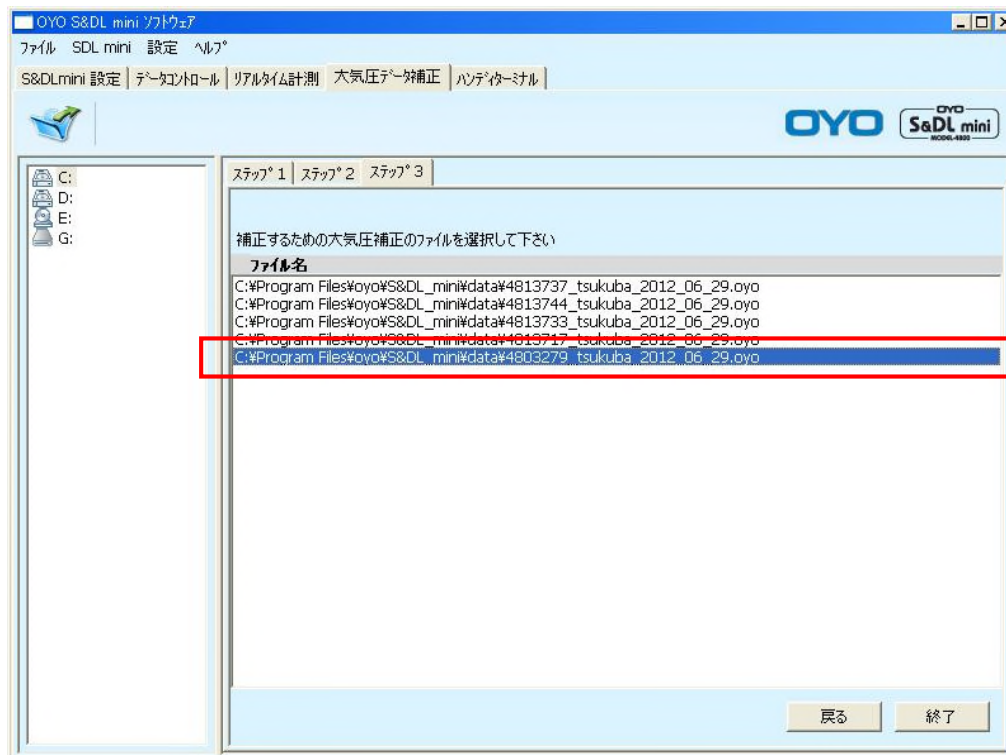 OYO S&DL mini ｿﾌﾄｳｪｱ
ﾌｧｲﾙ SDL mini 設定 ﾍﾙﾌﾟ
S&DLmini 設定 ﾃﾞｰﾀｺﾝﾄﾛｰﾙ ﾘｱﾙﾀｲﾑ計測 大気圧ﾃﾞｰﾀ補正 ﾊﾝﾃﾞｨﾀｰﾐﾅﾙ
OYO
OYO
S&DL mini
MODEL-4800
C:
D:
E:
G:
ｽﾃｯﾌﾟ1 ｽﾃｯﾌﾟ2 ｽﾃｯﾌﾟ3
補正するための大気圧補正のﾌｧｲﾙを選択して下さい
ﾌｧｲﾙ名
C:¥Program Files¥oyo¥S&DL_mini¥data¥4813737_tsukuba_2012_06_29.oyo
C:¥Program Files¥oyo¥S&DL_mini¥data¥4813744_tsukuba_2012_06_29.oyo
C:¥Program Files¥oyo¥S&DL_mini¥data¥4813733_tsukuba_2012_06_29.oyo
C:¥Program Files¥oyo¥S&DL_mini¥data¥4813717_tsukuba_2012_06_29.oyo
C:¥Program Files¥oyo¥S&DL_mini¥data¥4803279_tsukuba_2012_06_29.oyo
戻る 終了